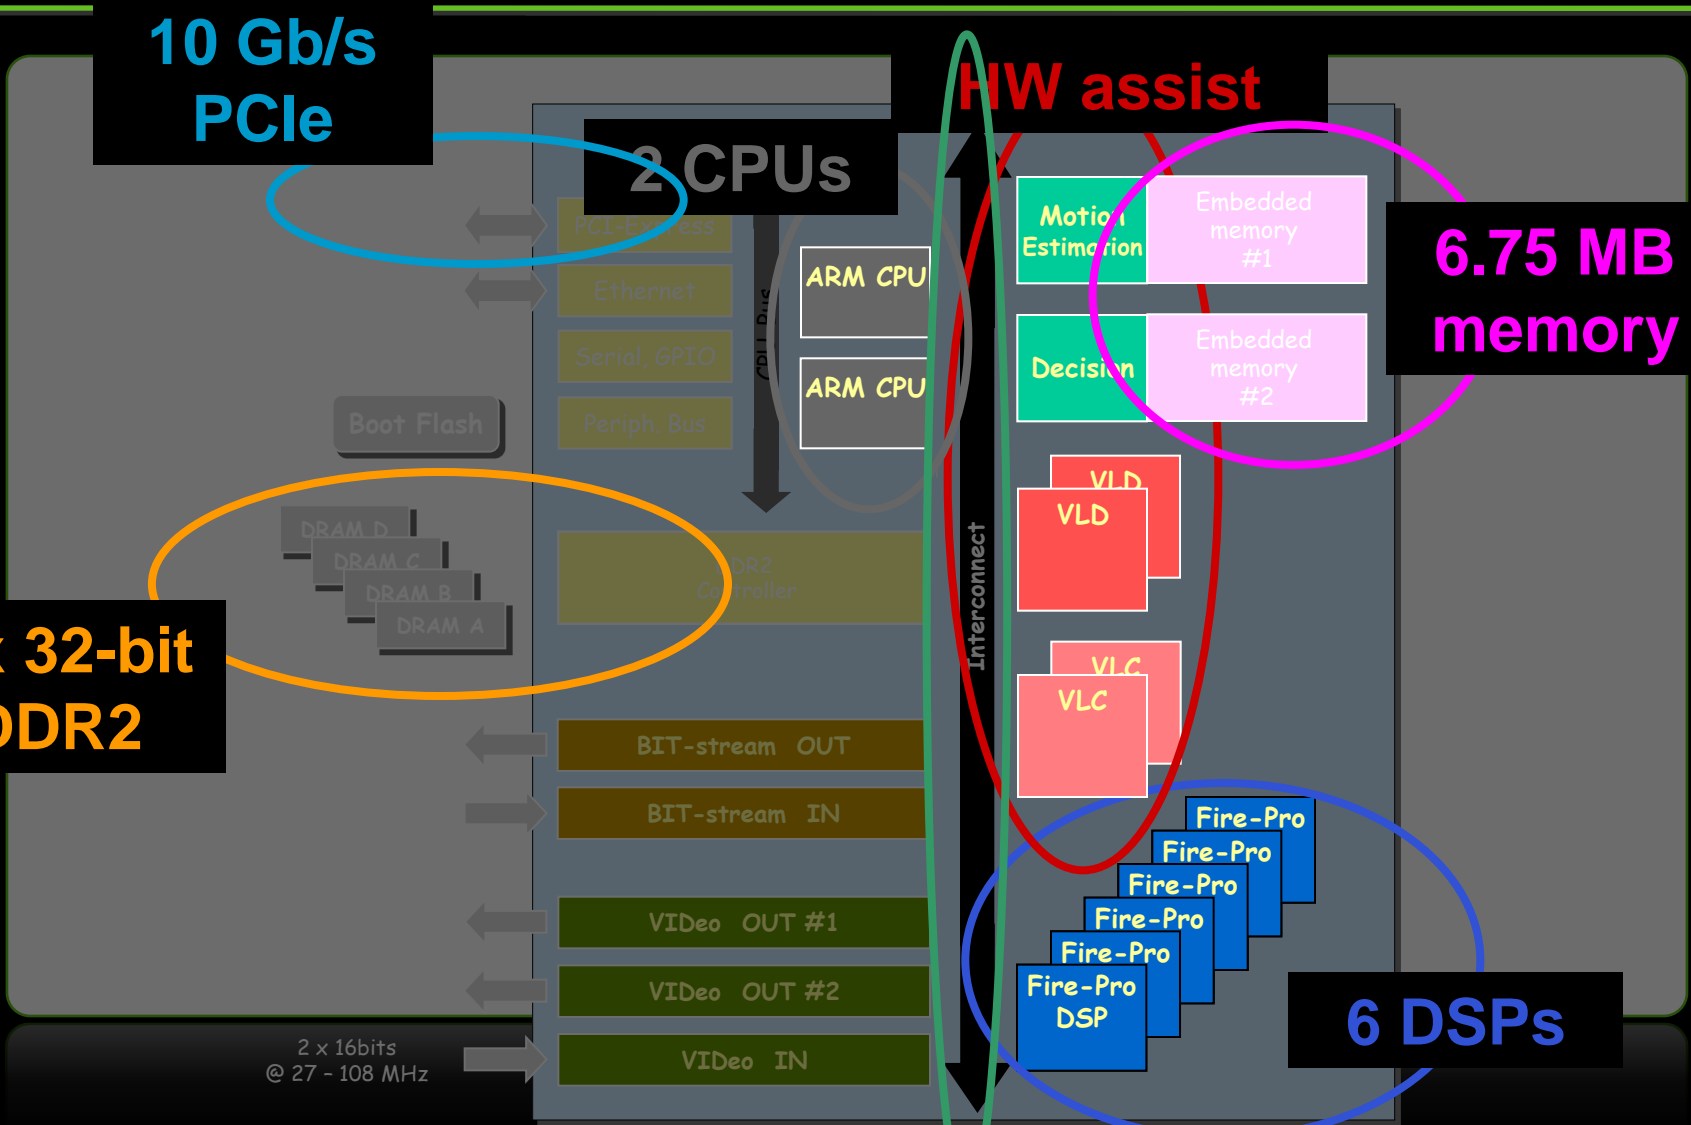 10 Gb/s
PCIe
HW assist
2 CPUs
PCI-Express
Ethernet
Serial, GPIO
Periph. Bus
CPU Bus
ARM CPU
ARM CPU
Motion
Estimation
Embedded
memory
#1
Decision
Embedded
memory
#2
6.75 MB
memory
Boot Flash
DRAM D
DRAM C
DRAM B
DRAM A
32-bit
DDR2
DDR2
Controller
Interconnect
VLD
VLD
VLC
VLC
BIT-stream OUT
BIT-stream IN
VIDeo OUT #1
VIDeo OUT #2
VIDeo IN
2 x 16bits
@ 27 – 108 MHz
Fire-Pro
Fire-Pro
Fire-Pro
Fire-Pro
Fire-Pro
Fire-Pro
DSP
6 DSPs